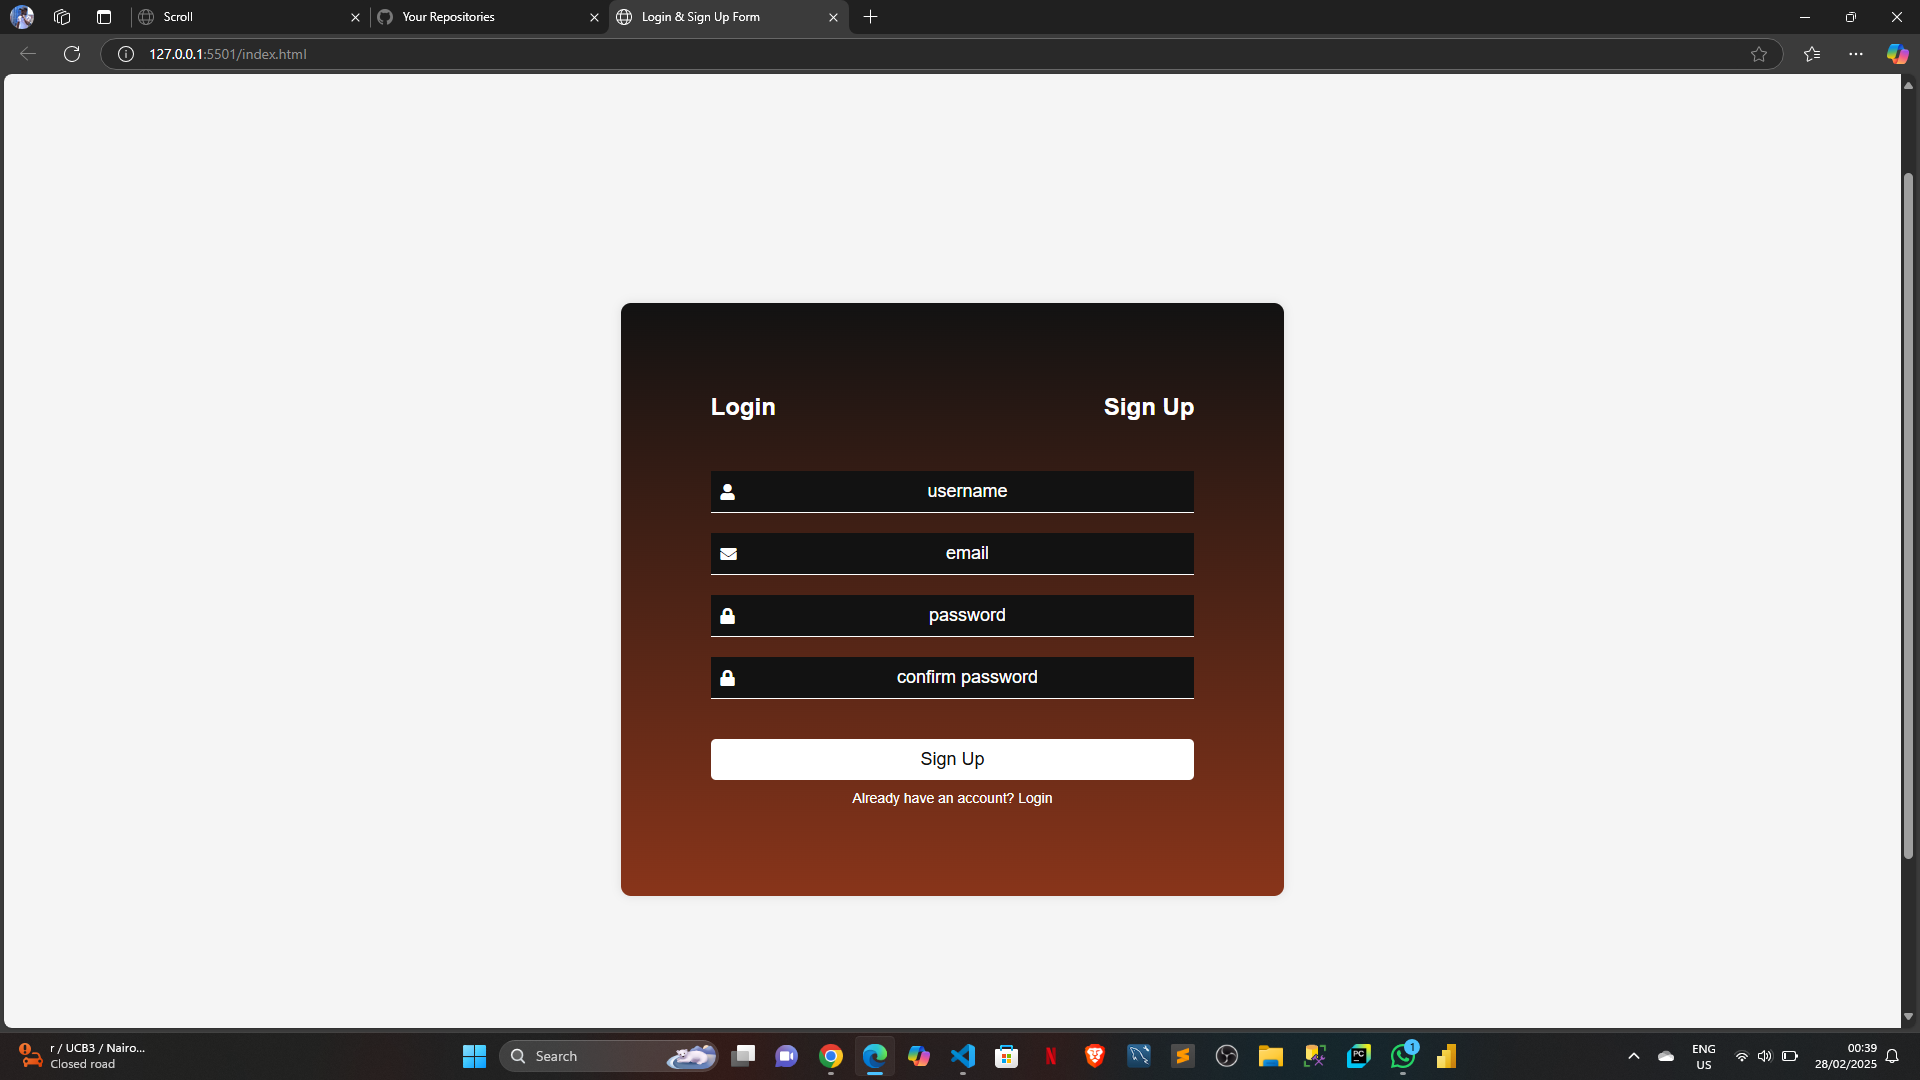 Scroll
Your Repositories
Login & Sign Up Form
127.0.0.1:5501/index.html
Login
Sign Up
username
email
password
confirm password
Sign Up
Already have an account? Login
r / UCB3 / Nairo...
Closed road
Search
PC
1
ENG
US
00:39
28/02/2025